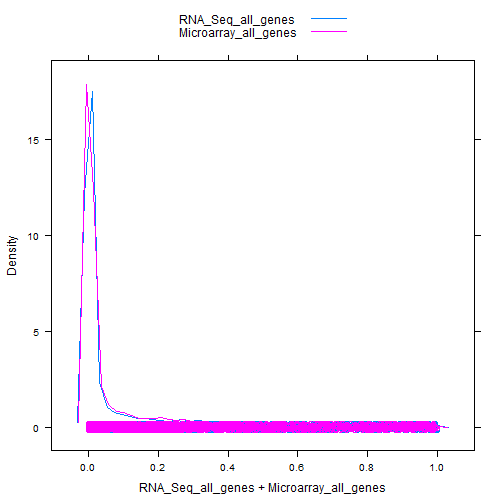 RNA_Seq_all_genes
Microarray_all_genes
15
10
5
0
Density
0.0 0.2 0.4 0.6 0.8 1.0
RNA_Seq_all_genes + Microarray_all_genes